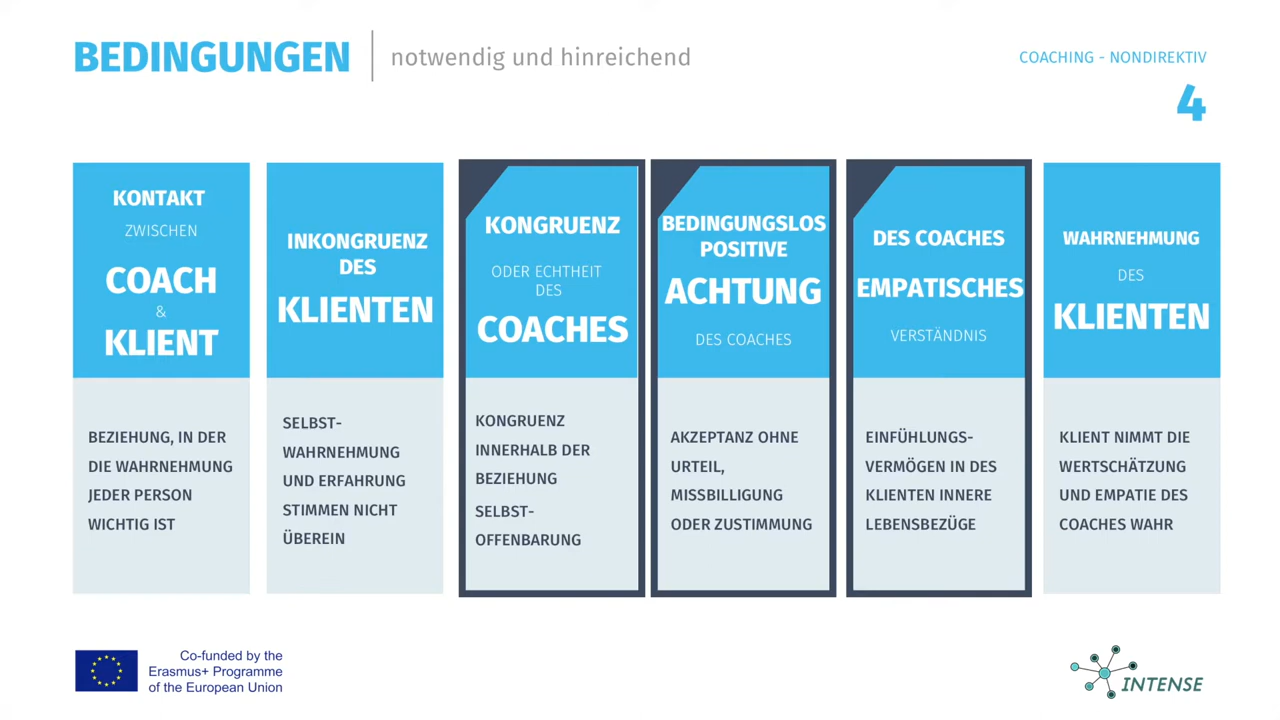 BEDINGUNGEN
notwendig und hinreichend
COACHING - NONDIREKTIV
4
KONTAKT
ZWISCHEN
COACH
&
KLIENT
BEZIEHUNG, IN DER
DIE WAHRNEHMUNG
JEDER PERSON
WICHTIG IST
INKONGRUENZ
DES
KLIENTEN
SELBST-
WAHRNEHMUNG
UND ERFAHRUNG
STIMMEN NICHT
ÜBEREIN
KONGRUENZ
ODER ECHTHEIT
DES
COACHES
KONGRUENZ
INNERHALB DER
BEZIEHUNG
SELBST-
OFFENBARUNG
BEDINGUNGSLOS
POSITIVE
ACHTUNG
DES COACHES
AKZEPTANZ OHNE
URTEIL,
MISSBILLIGUNG
ODER ZUSTIMMUNG
DES COACHES
EMPATISCHES
VERSTÄNDNIS
EINFÜHLUNGS-
VERMÖGEN IN DES
KLIENTEN INNERE
LEBENSBEZÜGE
WAHRNEHMUNG
DES
KLIENTEN
KLIENT NIMMT DIE
WERTSCHÄTZUNG
UND EMPATIE DES
COACHES WAHR
Co-funded by the
Erasmus+ Programme
of the European Union
INTENSE